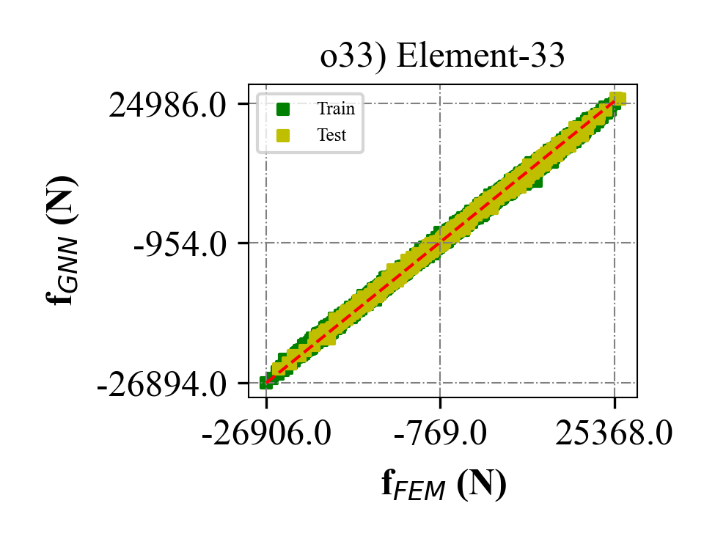 o33) Element-33
24986.0
Train
Test
f_GNN (N)
-954.0
-26894.0
-26906.0 -769.0 25368.0
f_FEM (N)